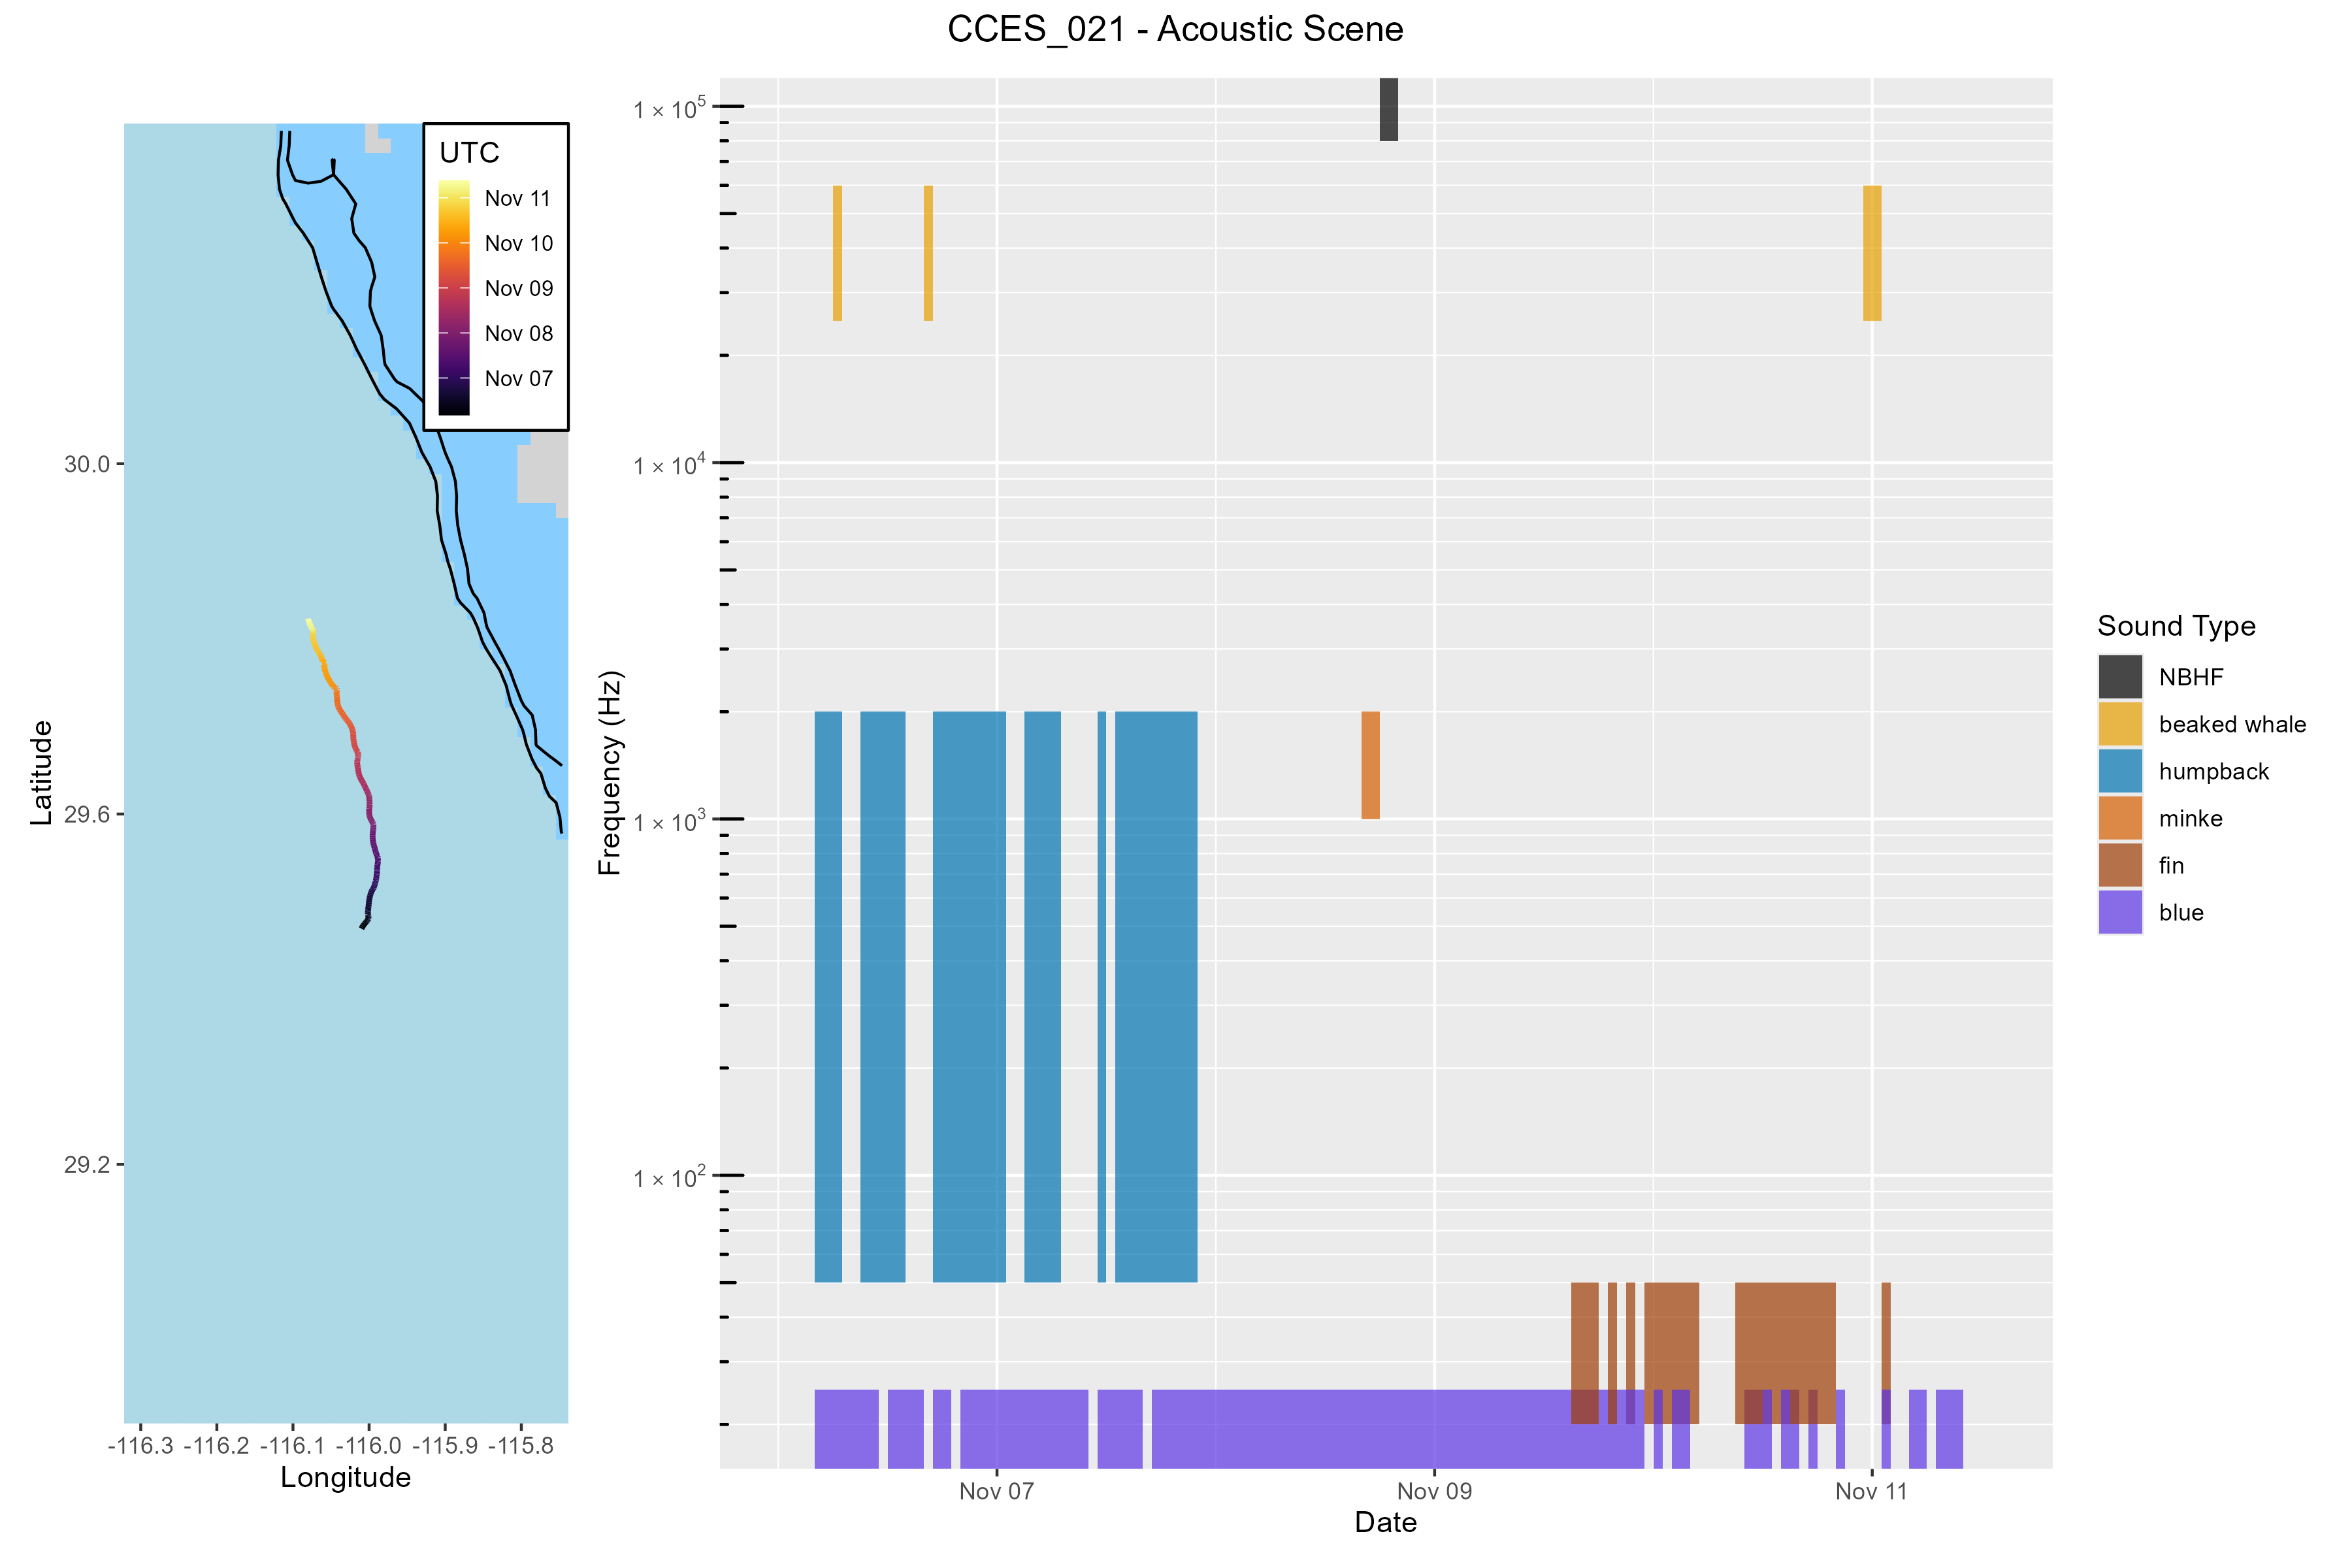 CCES_021 - Acoustic Scene
UTC
Nov 11
Nov 10
Nov 09
Nov 08
Nov 07
30.0
29.6
29.2
Latitude
-116.3 -116.2 -116.1 -116.0 -115.9 -115.8
Longitude
1 × 10⁵
1 × 10⁴
1 × 10³
1 × 10²
Frequency (Hz)
Nov 07 Nov 09 Nov 11
Date
Sound Type
NBHF
beaked whale
humpback
minke
fin
blue